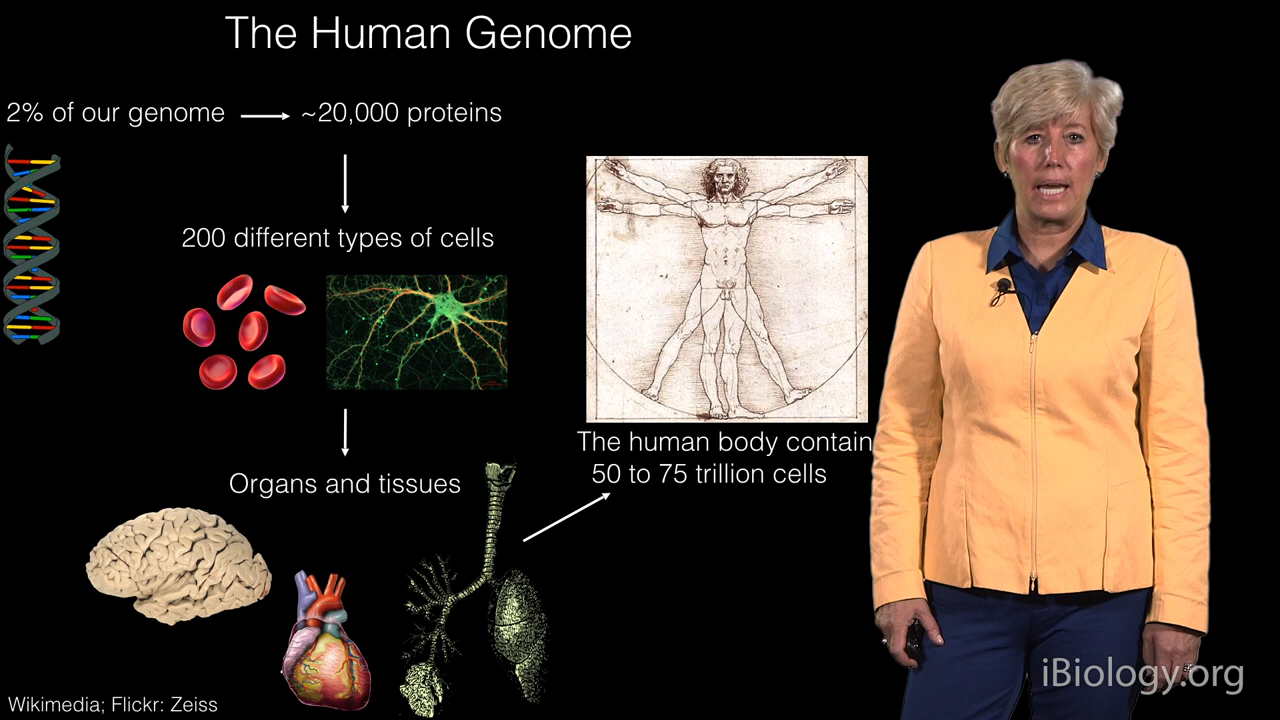 The Human Genome
2% of our genome
~20,000 proteins
200 different types of cells
Organs and tissues
The human body contain
50 to 75 trillion cells
Wikimedia; Flickr: Zeiss
iBiology.org